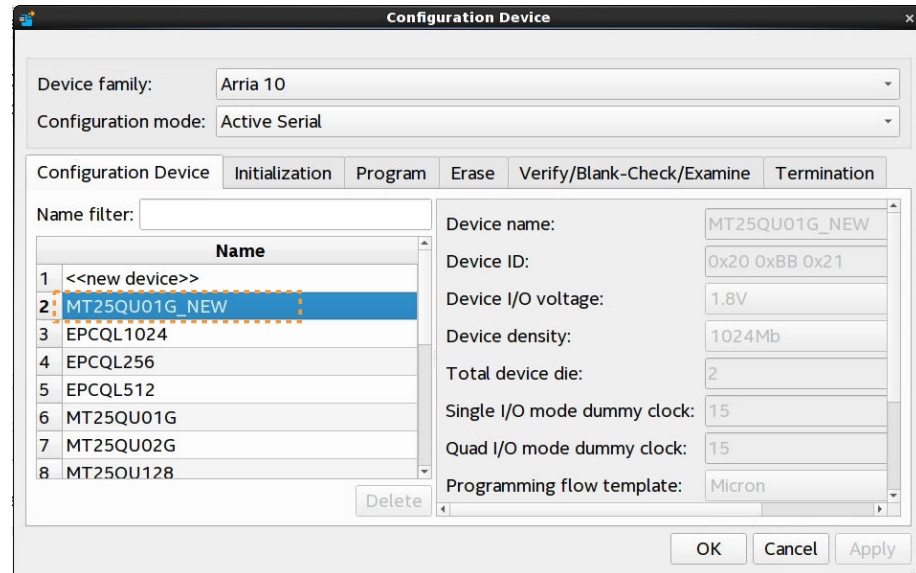 Configuration Device
Device family: Arria 10
Configuration mode: Active Serial
Configuration Device Initialization Program Erase Verify/Blank-Check/Examine Termination
Name filter:
Name
1 <<new device>>
2 MT25QU01G_NEW
3 EPCQL1024
4 EPCQL256
5 EPCQL512
6 MT25QU01G
7 MT25QU02G
8 MT25QU128
Delete
Device name: MT25QU01G_NEW
Device ID: 0x20 0xBB 0x21
Device I/O voltage: 1.8V
Device density: 1024Mb
Total device die: 2
Single I/O mode dummy clock: 15
Quad I/O mode dummy clock: 15
Programming flow template: Micron
OK Cancel Apply